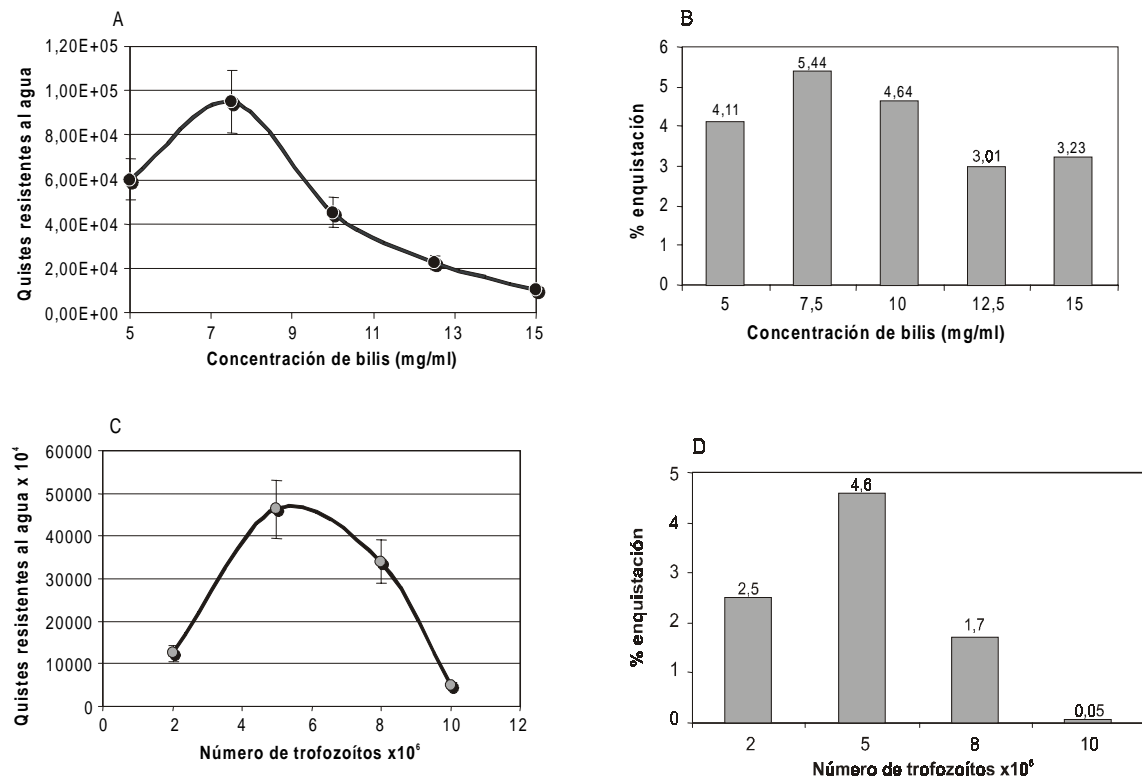 A
Quistes resistentes al agua
1,20E+05
1,00E+05
8,00E+04
6,00E+04
4,00E+04
2,00E+04
0,00E+00
5 7 9 11 13 15
Concentración de bilis (mg/ml)
B
% enquistación
6
5
4
3
2
1
0
4,11
5,44
4,64
3,01
3,23
5 7,5 10 12,5 15
Concentración de bilis (mg/ml)
C
Quistes resistentes al agua x 10⁴
60000
50000
40000
30000
20000
10000
0
0 2 4 6 8 10 12
Número de trofozoítos x10⁶
D
% enquistación
5
4
3
2
1
0
2,5
4,6
1,7
0,05
2 5 8 10
Número de trofozoítos x10⁶